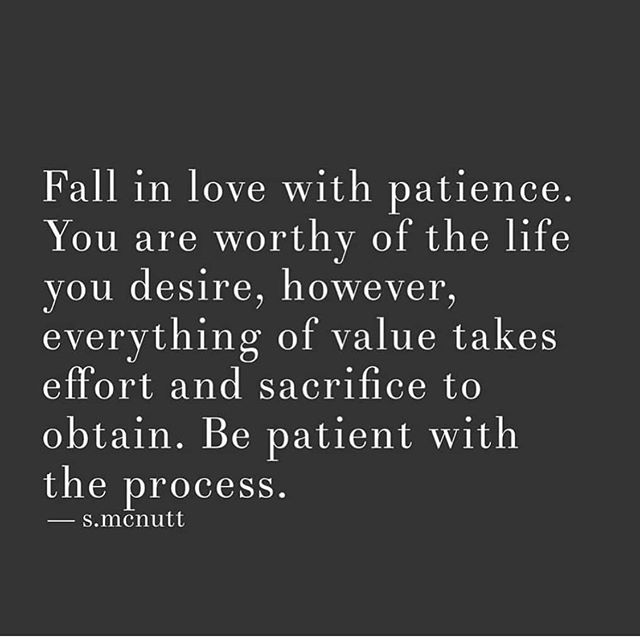 Fall in love with patience.
You are worthy of the life
you desire, however,
everything of value takes
effort and sacrifice to
obtain. Be patient with
the process.
— s.mcnutt